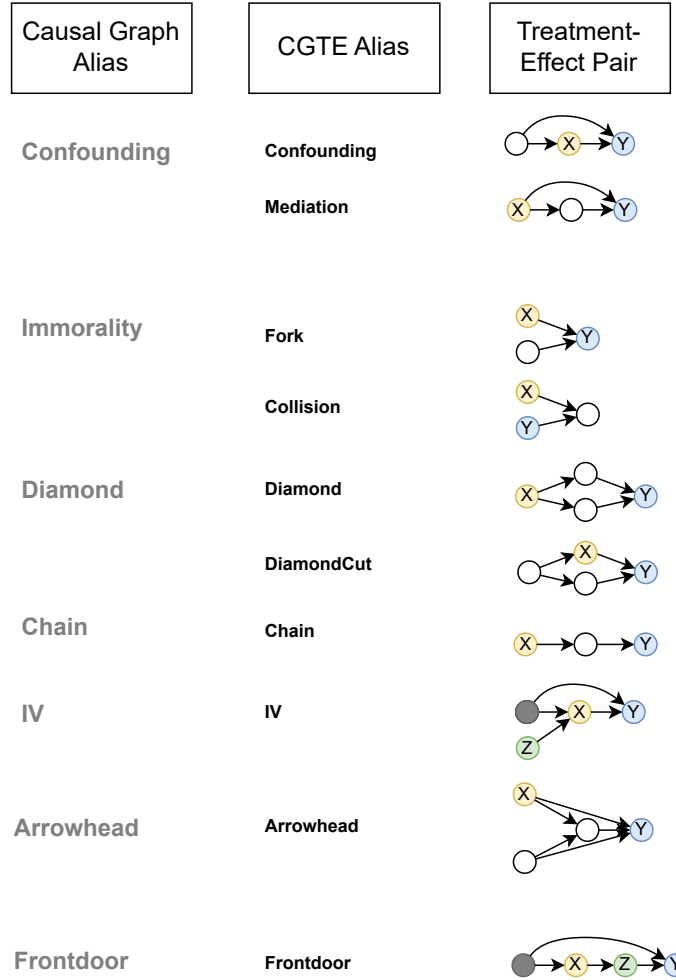 Causal Graph
Alias
CGTE Alias
Treatment-
Effect Pair
Confounding
Confounding
X
Y
Mediation
X
Y
Immorality
Fork
X
Y
Collision
X
Y
Diamond
Diamond
X
Y
DiamondCut
X
Y
Chain
Chain
X
Y
IV
IV
X
Y
Z
Arrowhead
Arrowhead
X
Y
Frontdoor
Frontdoor
X
Z
Y